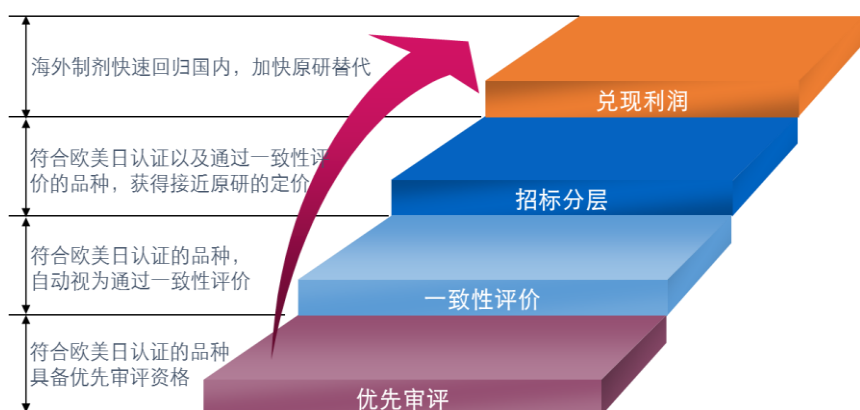 海外制剂快速回归国内，加快原研替代
兑现利润
符合欧美日认证以及通过一致性评
价的品种，获得接近原研的定价
招标分层
符合欧美日认证的品种，
自动视为通过一致性评价
一致性评价
符合欧美日认证的品种
具备优先审评资格
优先审评